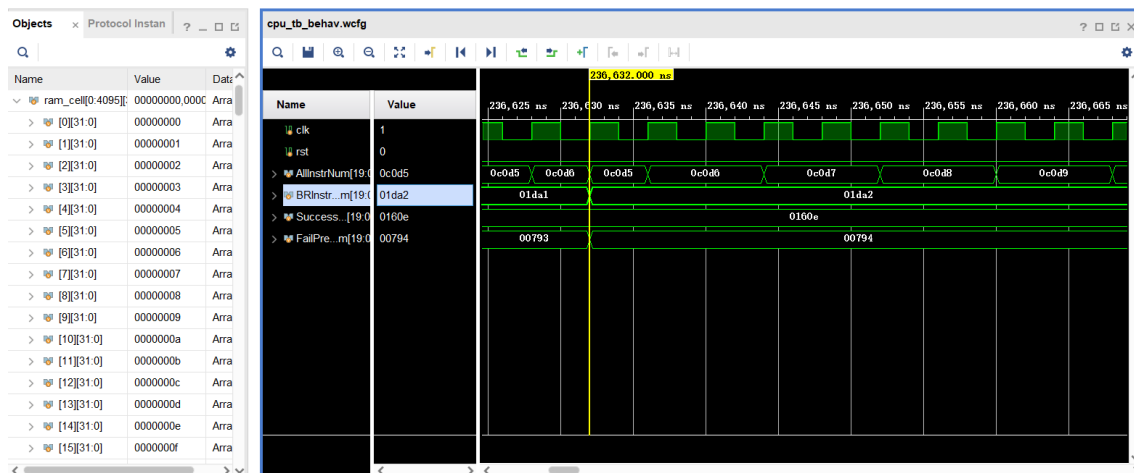 Objects × Protocol Instan ? _
Name Value Data
ram_cell[0:4095][ 00000000,0000 Arra
[0][31:0] 00000000 Arra
[1][31:0] 00000001 Arra
[2][31:0] 00000002 Arra
[3][31:0] 00000003 Arra
[4][31:0] 00000004 Arra
[5][31:0] 00000005 Arra
[6][31:0] 00000006 Arra
[7][31:0] 00000007 Arra
[8][31:0] 00000008 Arra
[9][31:0] 00000009 Arra
[10][31:0] 0000000a Arra
[11][31:0] 0000000b Arra
[12][31:0] 0000000c Arra
[13][31:0] 0000000d Arra
[14][31:0] 0000000e Arra
[15][31:0] 0000000f Arra
cpu_tb_behav.wcfg ?
236,632.000 ns
Name Value 236,625 ns 236,630 ns 236,635 ns 236,640 ns 236,645 ns 236,650 ns 236,655 ns 236,660 ns 236,665 ns
clk 1
rst 0
AllInstrNum[19:0 0c0d5 0c0d5 0c0d6 0c0d5 0c0d6 0c0d7 0c0d8 0c0d9
BRInstr...m[19:0 01da2 01da1 01da2
Success...[19:0 0160e 0160e
FailPre...m[19:0 00794 00793 00794